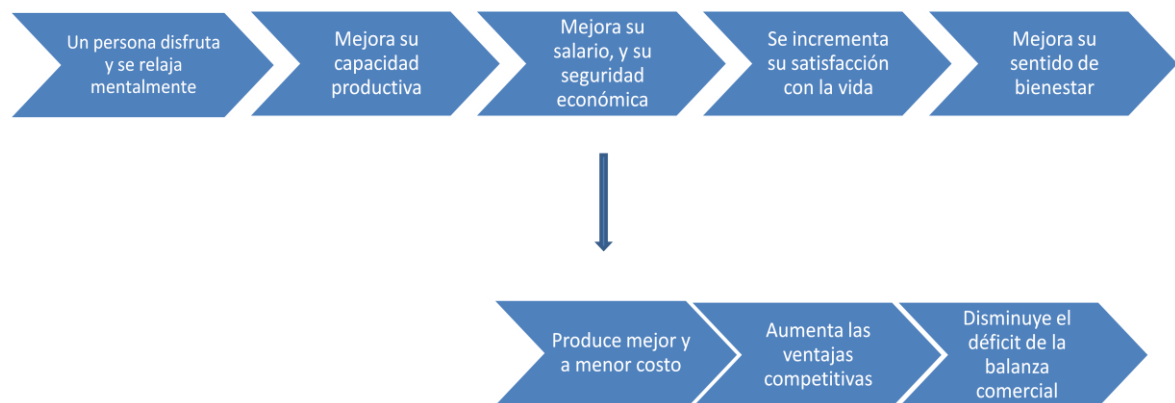 Un persona disfruta
y se relaja
mentalmente
Mejora su
capacidad
productiva
Mejora su
salario, y su
seguridad
económica
Se incrementa
su satisfacción
con la vida
Mejora su
sentido de
bienestar
Produce mejor y
a menor costo
Aumenta las
ventajas
competitivas
Disminuye el
déficit de la
balanza
comercial